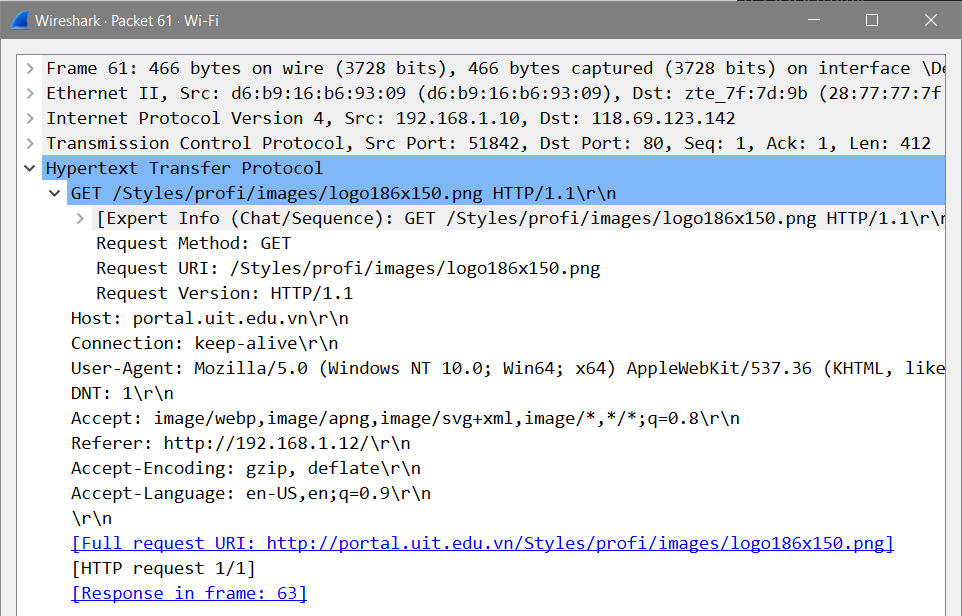 Wireshark · Packet 61 · Wi-Fi
Frame 61: 466 bytes on wire (3728 bits), 466 bytes captured (3728 bits) on interface \De
Ethernet II, Src: d6:b9:16:b6:93:09 (d6:b9:16:b6:93:09), Dst: zte_7f:7d:9b (28:77:77:7f
Internet Protocol Version 4, Src: 192.168.1.10, Dst: 118.69.123.142
Transmission Control Protocol, Src Port: 51842, Dst Port: 80, Seq: 1, Ack: 1, Len: 412
Hypertext Transfer Protocol
GET /Styles/profi/images/logo186x150.png HTTP/1.1\r\n
[Expert Info (Chat/Sequence): GET /Styles/profi/images/logo186x150.png HTTP/1.1\r\n
Request Method: GET
Request URI: /Styles/profi/images/logo186x150.png
Request Version: HTTP/1.1
Host: portal.uit.edu.vn\r\n
Connection: keep-alive\r\n
User-Agent: Mozilla/5.0 (Windows NT 10.0; Win64; x64) AppleWebKit/537.36 (KHTML, like
DNT: 1\r\n
Accept: image/webp,image/apng,image/svg+xml,image/*,*/*;q=0.8\r\n
Referer: http://192.168.1.12/\r\n
Accept-Encoding: gzip, deflate\r\n
Accept-Language: en-US,en;q=0.9\r\n
\r\n
[Full request URI: http://portal.uit.edu.vn/Styles/profi/images/logo186x150.png]
[HTTP request 1/1]
[Response in frame: 63]